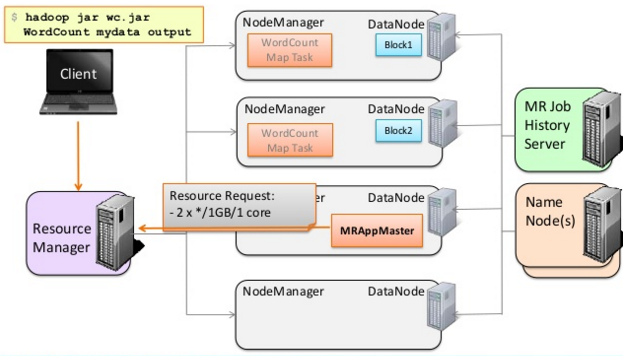 $ hadoop jar wc.jar
WordCount mydata output
Client
NodeManager
DataNode
WordCount
Map Task
Block1
NodeManager
DataNode
WordCount
Map Task
Block2
MR Job
History
Server
Resource Request:
- 2 x */1GB/1 core
DataNode
MRAppMaster
Resource
Manager
Name
Node(s)
NodeManager
DataNode